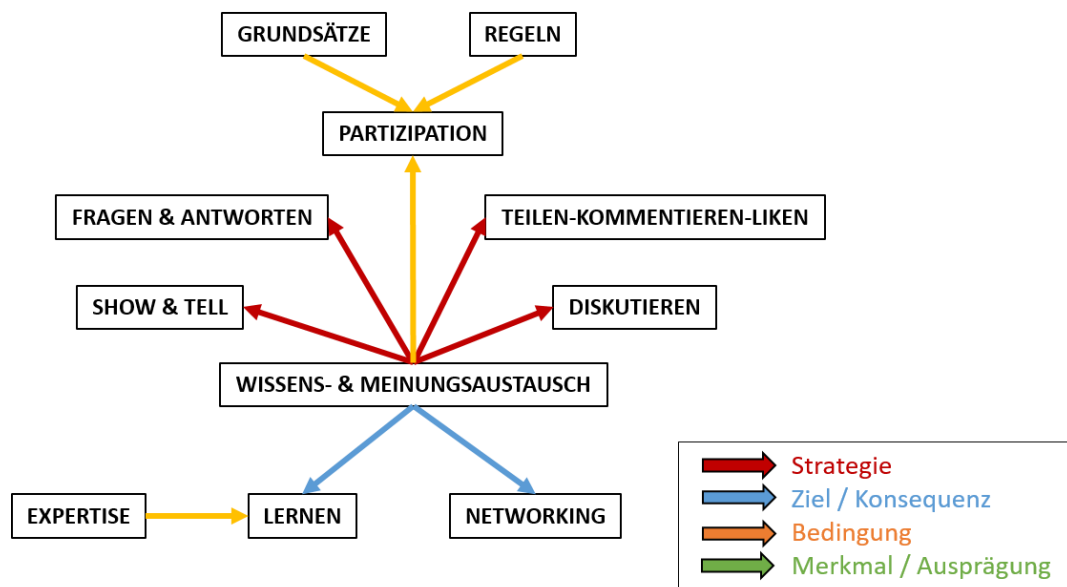 GRUNDSÄTZE
REGELN
PARTIZIPATION
FRAGEN & ANTWORTEN
TEILEN-KOMMENTIEREN-LIKEN
SHOW & TELL
DISKUTIEREN
WISSENS- & MEINUNGSAUSTAUSCH
EXPERTISE
LERNEN
NETWORKING
Strategie
Ziel / Konsequenz
Bedingung
Merkmal / Ausprägung